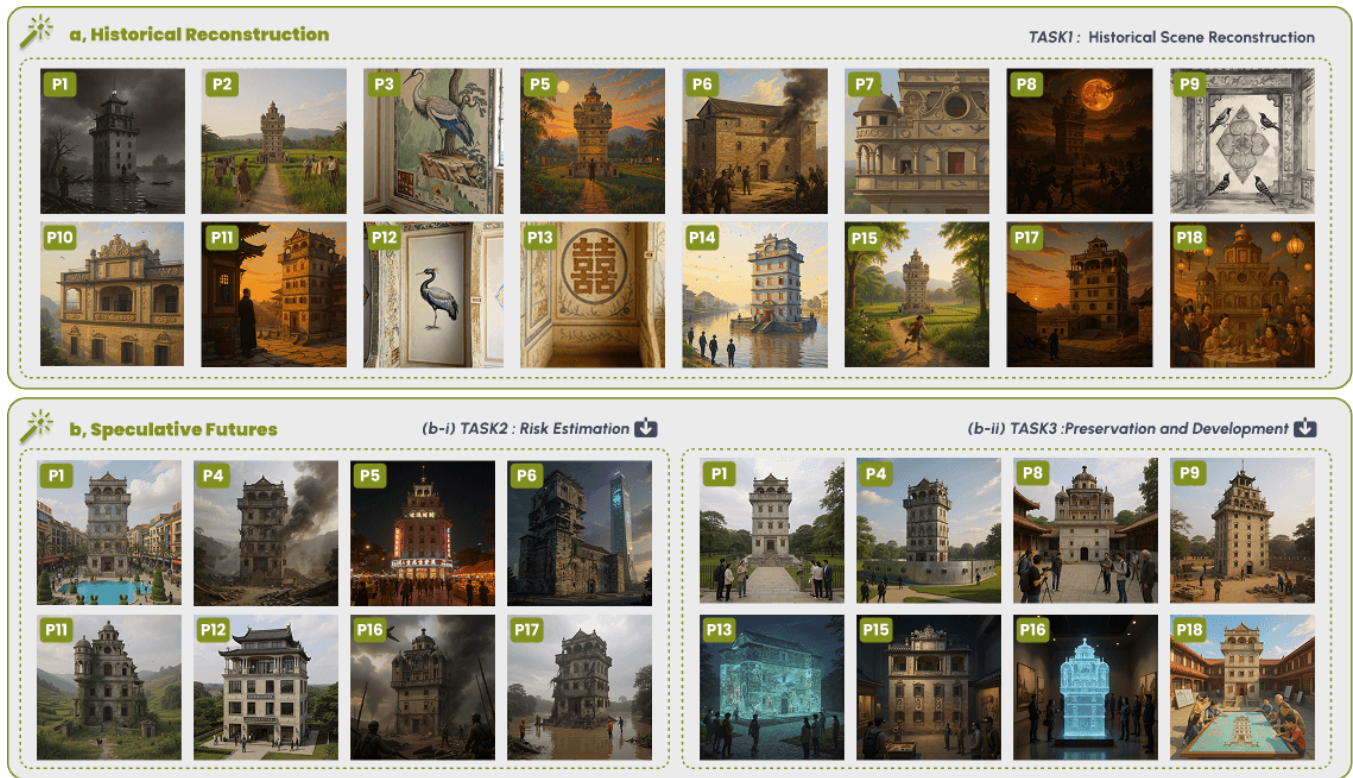 a, Historical Reconstruction
TASK1 : Historical Scene Reconstruction
P1 P2 P3 P5 P6 P7 P8 P9
P10 P11 P12 P13 P14 P15 P17 P18
囍
b, Speculative Futures
(b-i) TASK2 : Risk Estimation
(b-ii) TASK3 :Preservation and Development
P1 P4 P5 P6
P1 P4 P8 P9
P11 P12 P16 P17
P13 P15 P16 P18